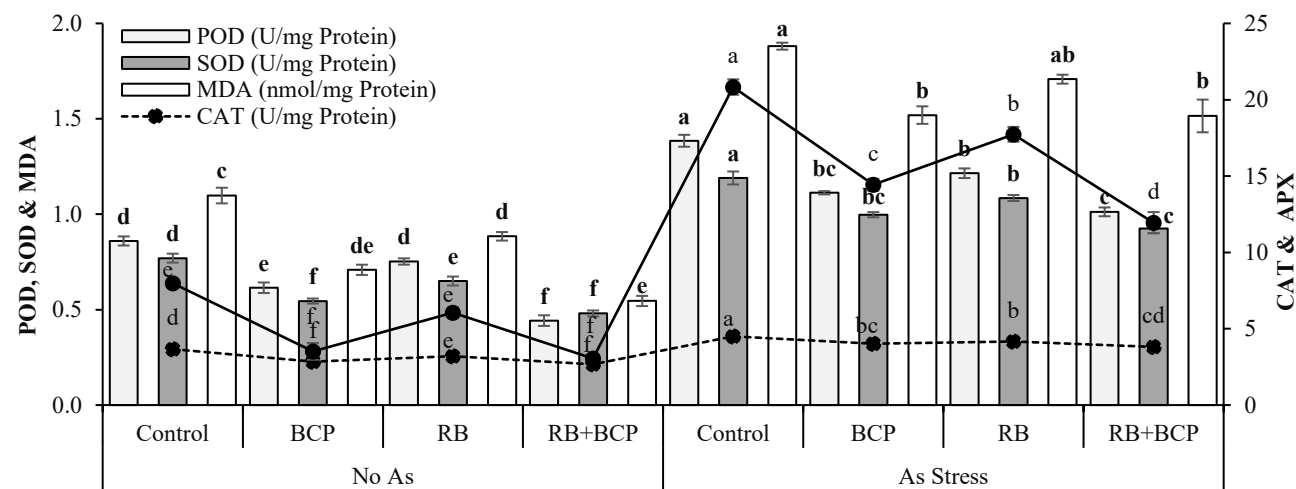 2.0
1.5
1.0
0.5
0.0
POD, SOD & MDA
25
20
15
10
5
0
CAT & APX
POD (U/mg Protein)
SOD (U/mg Protein)
MDA (nmol/mg Protein)
CAT (U/mg Protein)
d d c e d
e f de f f
d e d e e
f f e f f
a a a a a
bc bc b c bc
b b ab b b
c c b d cd
Control BCP RB RB+BCP Control BCP RB RB+BCP
No As As Stress